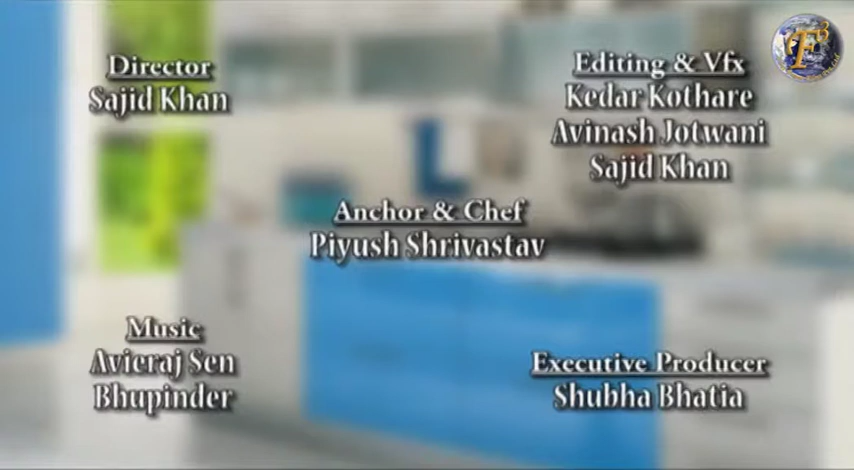 Director
Sajid Khan
Editing & Vfx
Kedar Kothare
Avinash Jotwani
Sajid Khan
Anchor & Chef
Piyush Shrivastav
Music
Avieraj Sen
Bhupinder
Executive Producer
Shubha Bhatia